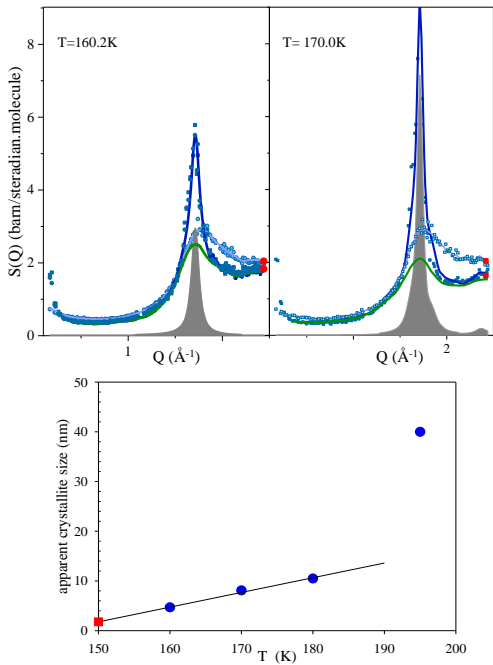 8
6
4
2
0
S(Q) (barn/steradian molecule)
T=160.2K
T= 170.0K
1
2
Q (Å-1)
Q (Å-1)
50
40
30
20
10
0
apparent crystallite size (nm)
150
160
170
180
190
200
T (K)